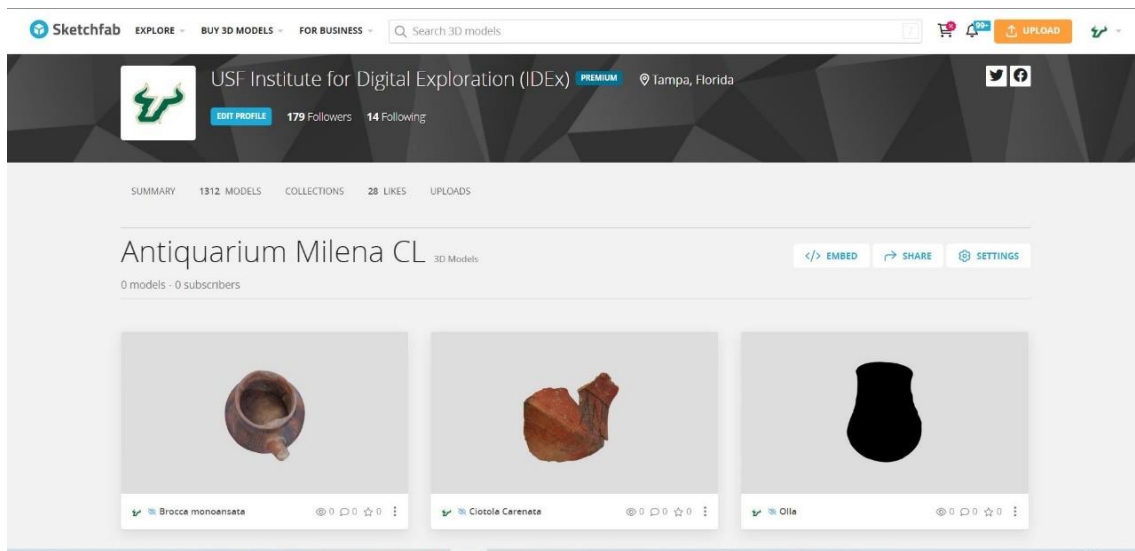 Sketchfab EXPLORE BUY 3D MODELS FOR BUSINESS Search 3D models 99+ UPLOAD
USF Institute for Digital Exploration (IDEx) PREMIUM Tampa, Florida
EDIT PROFILE 179 Followers 14 Following
SUMMARY 1312 MODELS COLLECTIONS 28 LIKES UPLOADS
Antiquarium Milena CL 3D Models
</> EMBED SHARE SETTINGS
0 models - 0 subscribers
Brocca monoansata 0 0 0
Ciotola Carenata 0 0 0
Olla 0 0 0